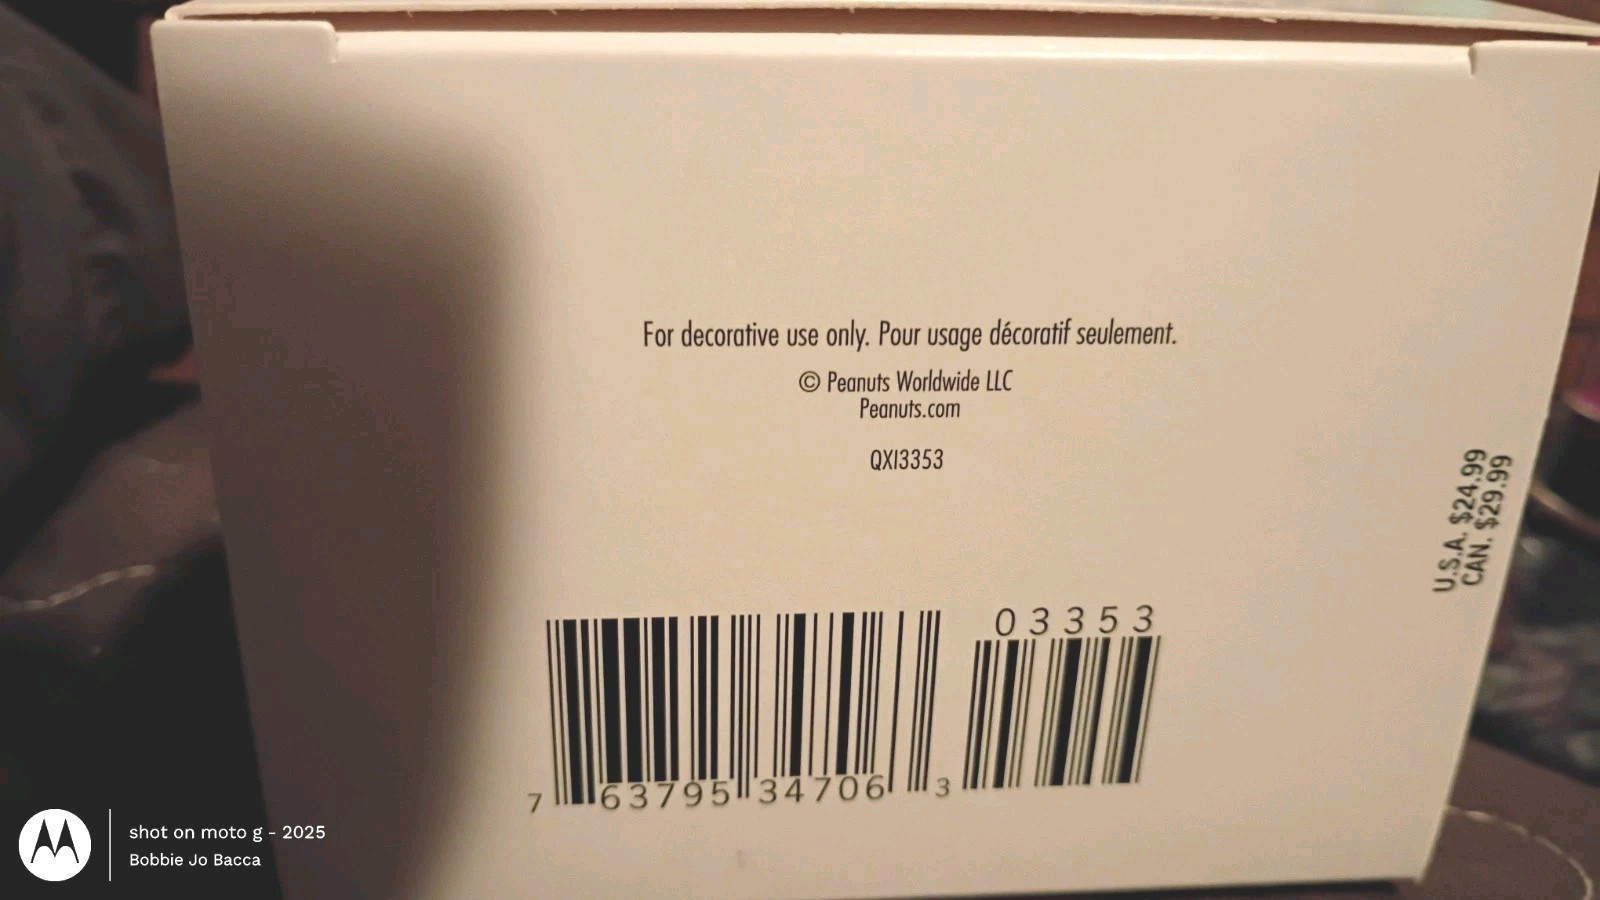 For decorative use only. Pour usage décoratif seulement.
© Peanuts Worldwide LLC
Peanuts.com
QXI3353
U.S.A. $24.99
CAN. $29.99
03353
7 63795 34706 3
shot on moto g - 2025
Bobbie Jo Bacca